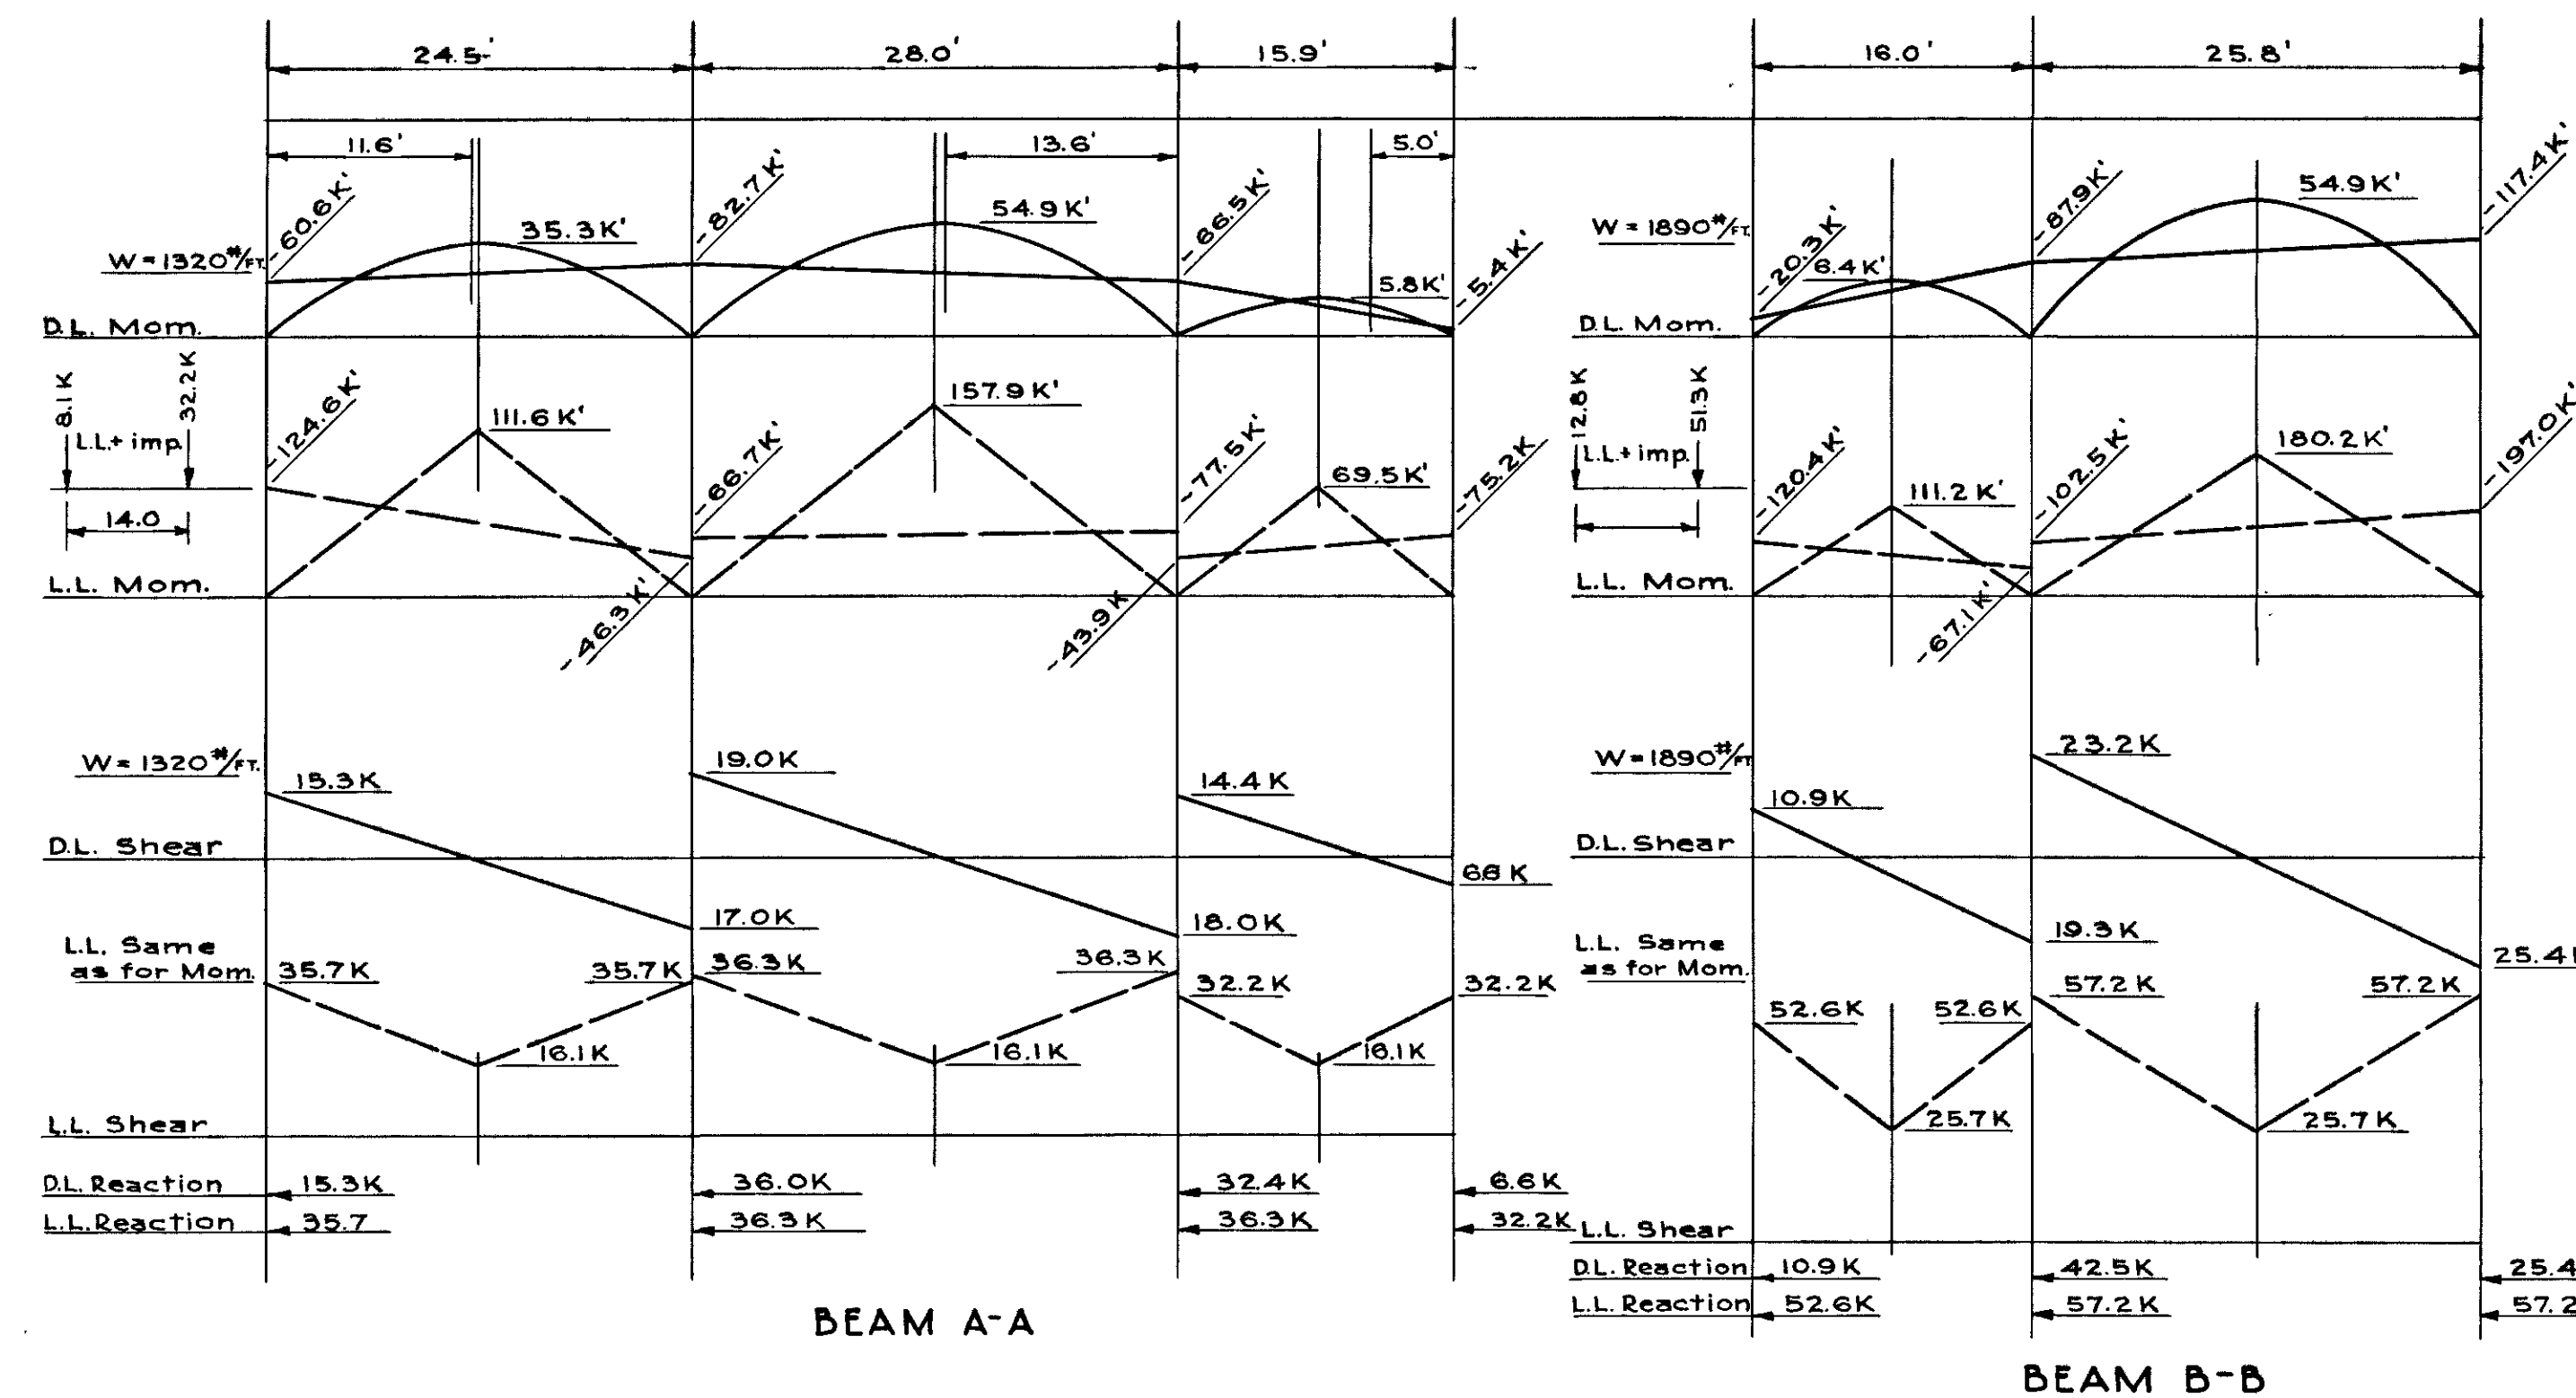 24.5'
28.0'
15.9'
11.6'
13.6'
5.0'
-60.6K'
-82.7K'
-66.5K'
-5.4K'
35.3K'
54.9K'
5.8K'
W=1320#/FT.
D.L. Mom.
8.1K
32.2K
L.L.+ imp.
14.0
-124.6K'
111.6K'
-66.7K'
157.9K'
-77.5K'
69.5K'
-75.2K
L.L. Mom.
-46.3K'
-43.9K
W=1320#/FT.
15.3K
19.0K
14.4K
D.L. Shear
17.0K
18.0K
L.L. Same
as for Mom.
35.7K
35.7K
36.3K
36.3K
32.2K
32.2K
16.1K
16.1K
16.1K
L.L. Shear
D.L. Reaction
15.3K
36.0K
32.4K
6.6K
L.L. Reaction
35.7
36.3K
36.3K
32.2K
BEAM A-A
16.0'
25.8'
W=1890#/FT.
-20.3K'
6.4K'
-87.9K'
54.9K'
-117.4K'
D.L. Mom.
12.8K
51.3K
L.L.+ imp.
-120.4K'
111.2K'
-102.5K'
180.2K'
-197.0K'
L.L. Mom.
-67.1K'
W=1890#/FT
10.9K
23.2K
D.L. Shear
19.3K
25.4K
L.L. Same
as for Mom.
52.6K
52.6K
57.2K
57.2K
25.7K
25.7K
L.L. Shear
D.L. Reaction
10.9K
42.5K
25.4
L.L. Reaction
52.6K
57.2K
57.2
BEAM B-B